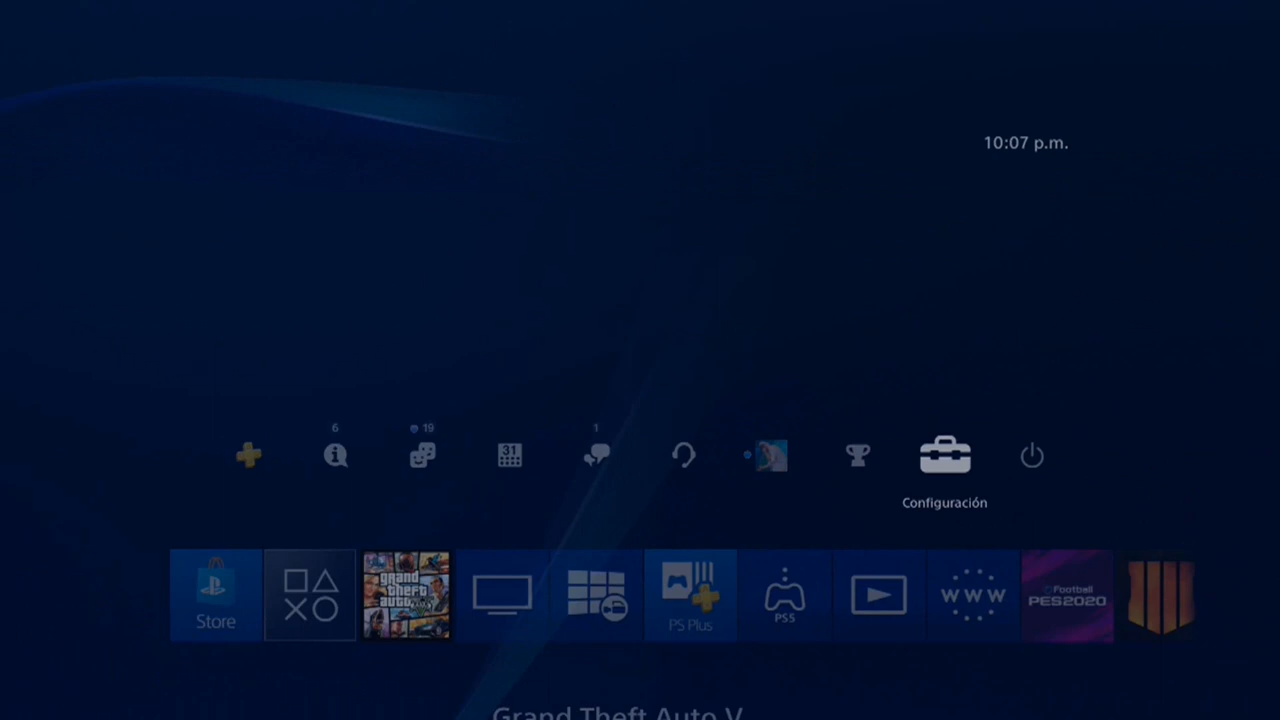 10:07 p.m.
6
19
1
31
Configuración
Store
grand
theft
auto
V
PS Plus
PS5
WWW
Football
PES2020
Grand Theft Auto V